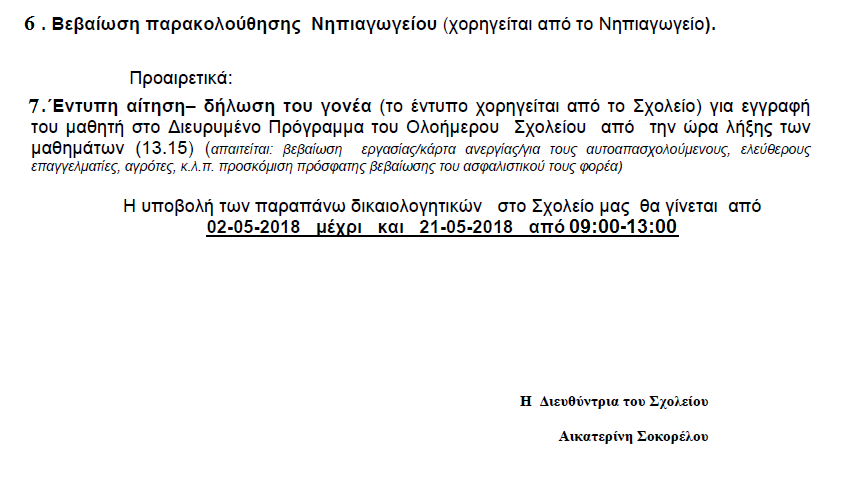 6 . Βεβαίωση παρακολούθησης Νηπιαγωγείου (χορηγείται από το Νηπιαγωγείο).
Προαιρετικά:
7.Έντυπη αίτηση– δήλωση του γονέα (το έντυπο χορηγείται από το Σχολείο) για εγγραφή
του μαθητή στο Διευρυμένο Πρόγραμμα του Ολοήμερου Σχολείου από την ώρα λήξης των
μαθημάτων (13.15) (απαιτείται: βεβαίωση εργασίας/κάρτα ανεργίας/για τους αυτοαπασχολούμενους, ελεύθερους
επαγγελματίες, αγρότες, κ.λ.π. προσκόμιση πρόσφατης βεβαίωσης του ασφαλιστικού τους φορέα)
Η υποβολή των παραπάνω δικαιολογητικών στο Σχολείο μας θα γίνεται από
02-05-2018 μέχρι και 21-05-2018 από 09:00-13:00
Η Διευθύντρια του Σχολείου
Αικατερίνη Σοκορέλου